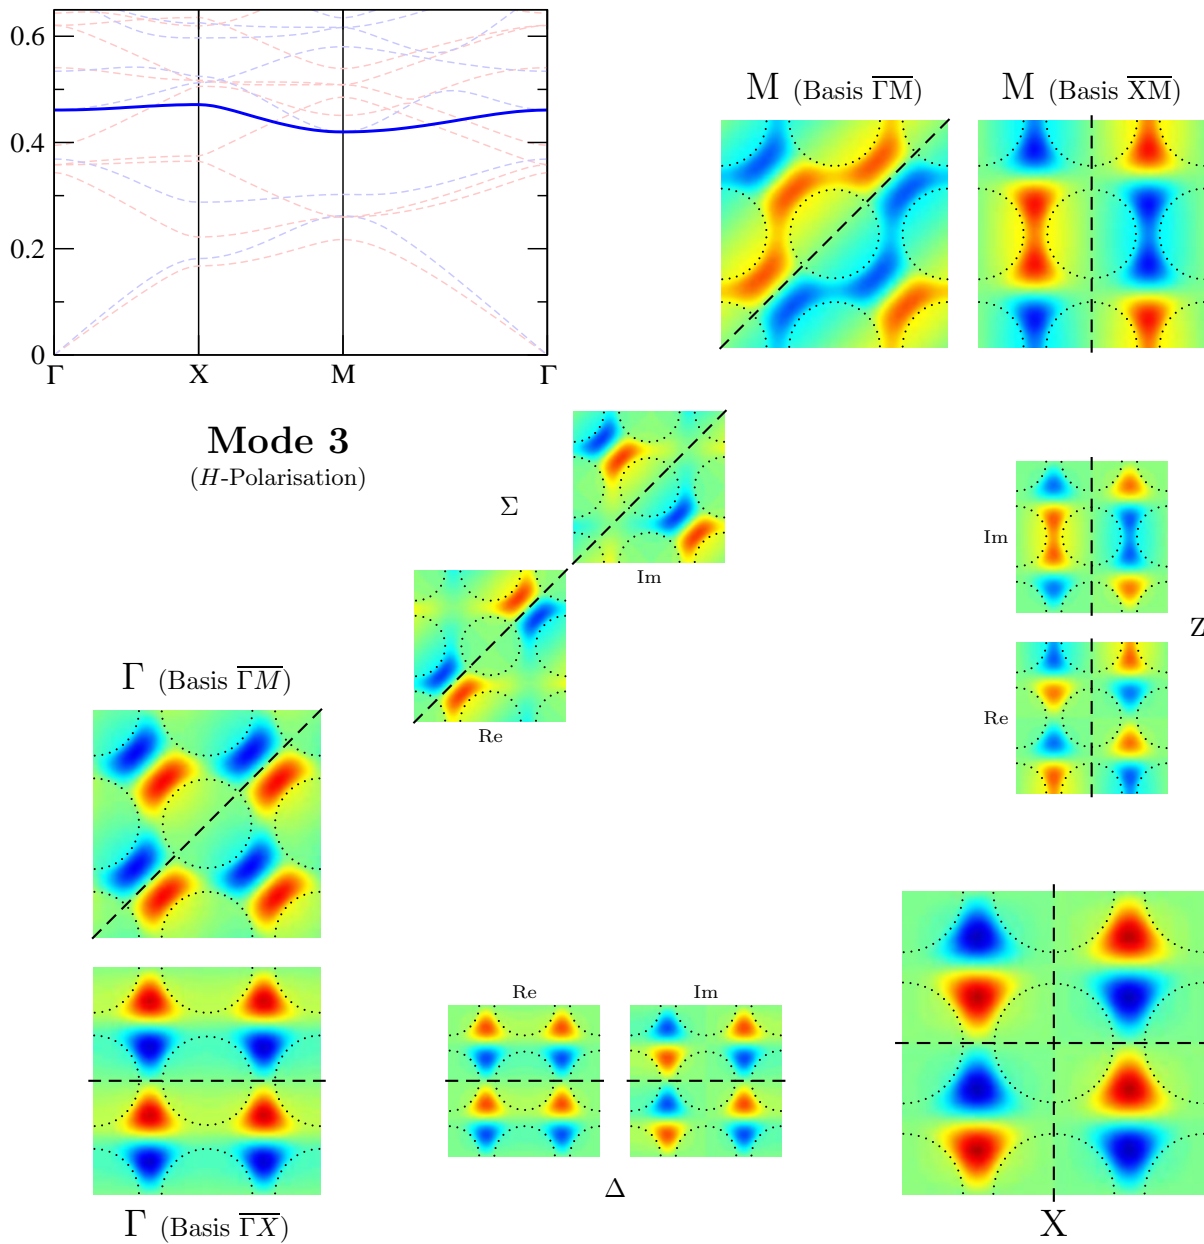 0.6
0.4
0.2
0
Γ X M Γ
M (Basis ΓM)
M (Basis XM)
Mode 3
(H-Polarisation)
Σ
Im
Re
Im
Z
Re
Γ (Basis ΓM)
Re
Im
Δ
Γ (Basis ΓX)
X